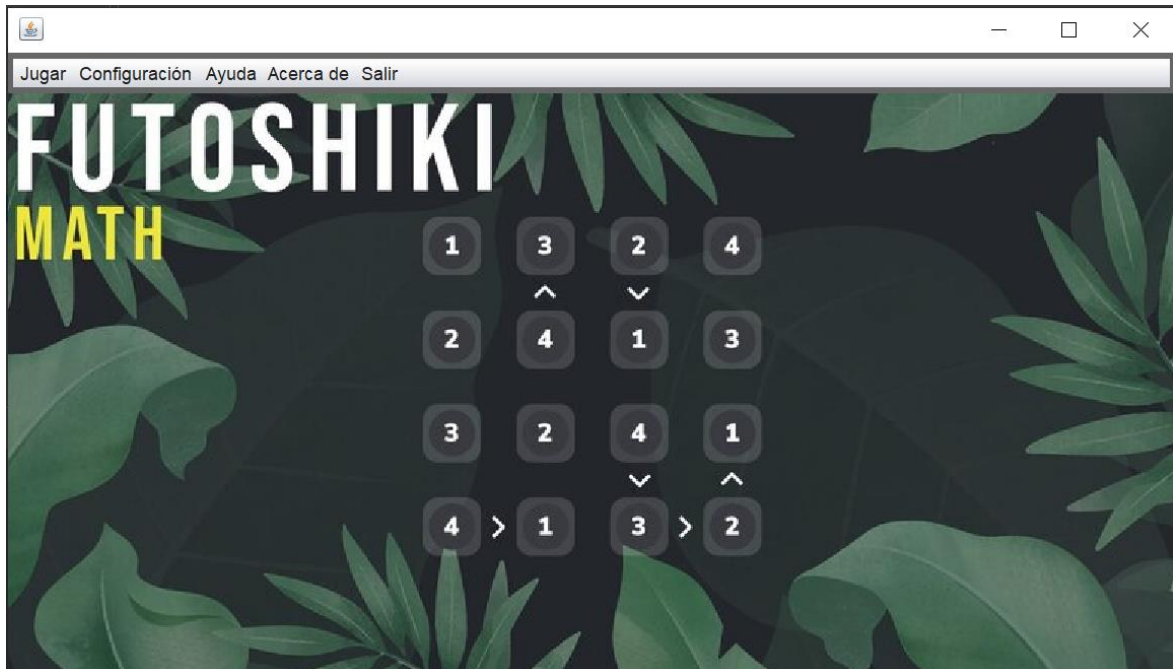 Jugar Configuración Ayuda Acerca de Salir
FUTOSHIKI
MATH
1 3 2 4
^ v
2 4 1 3
3 2 4 1
v ^
4 > 1 3 > 2